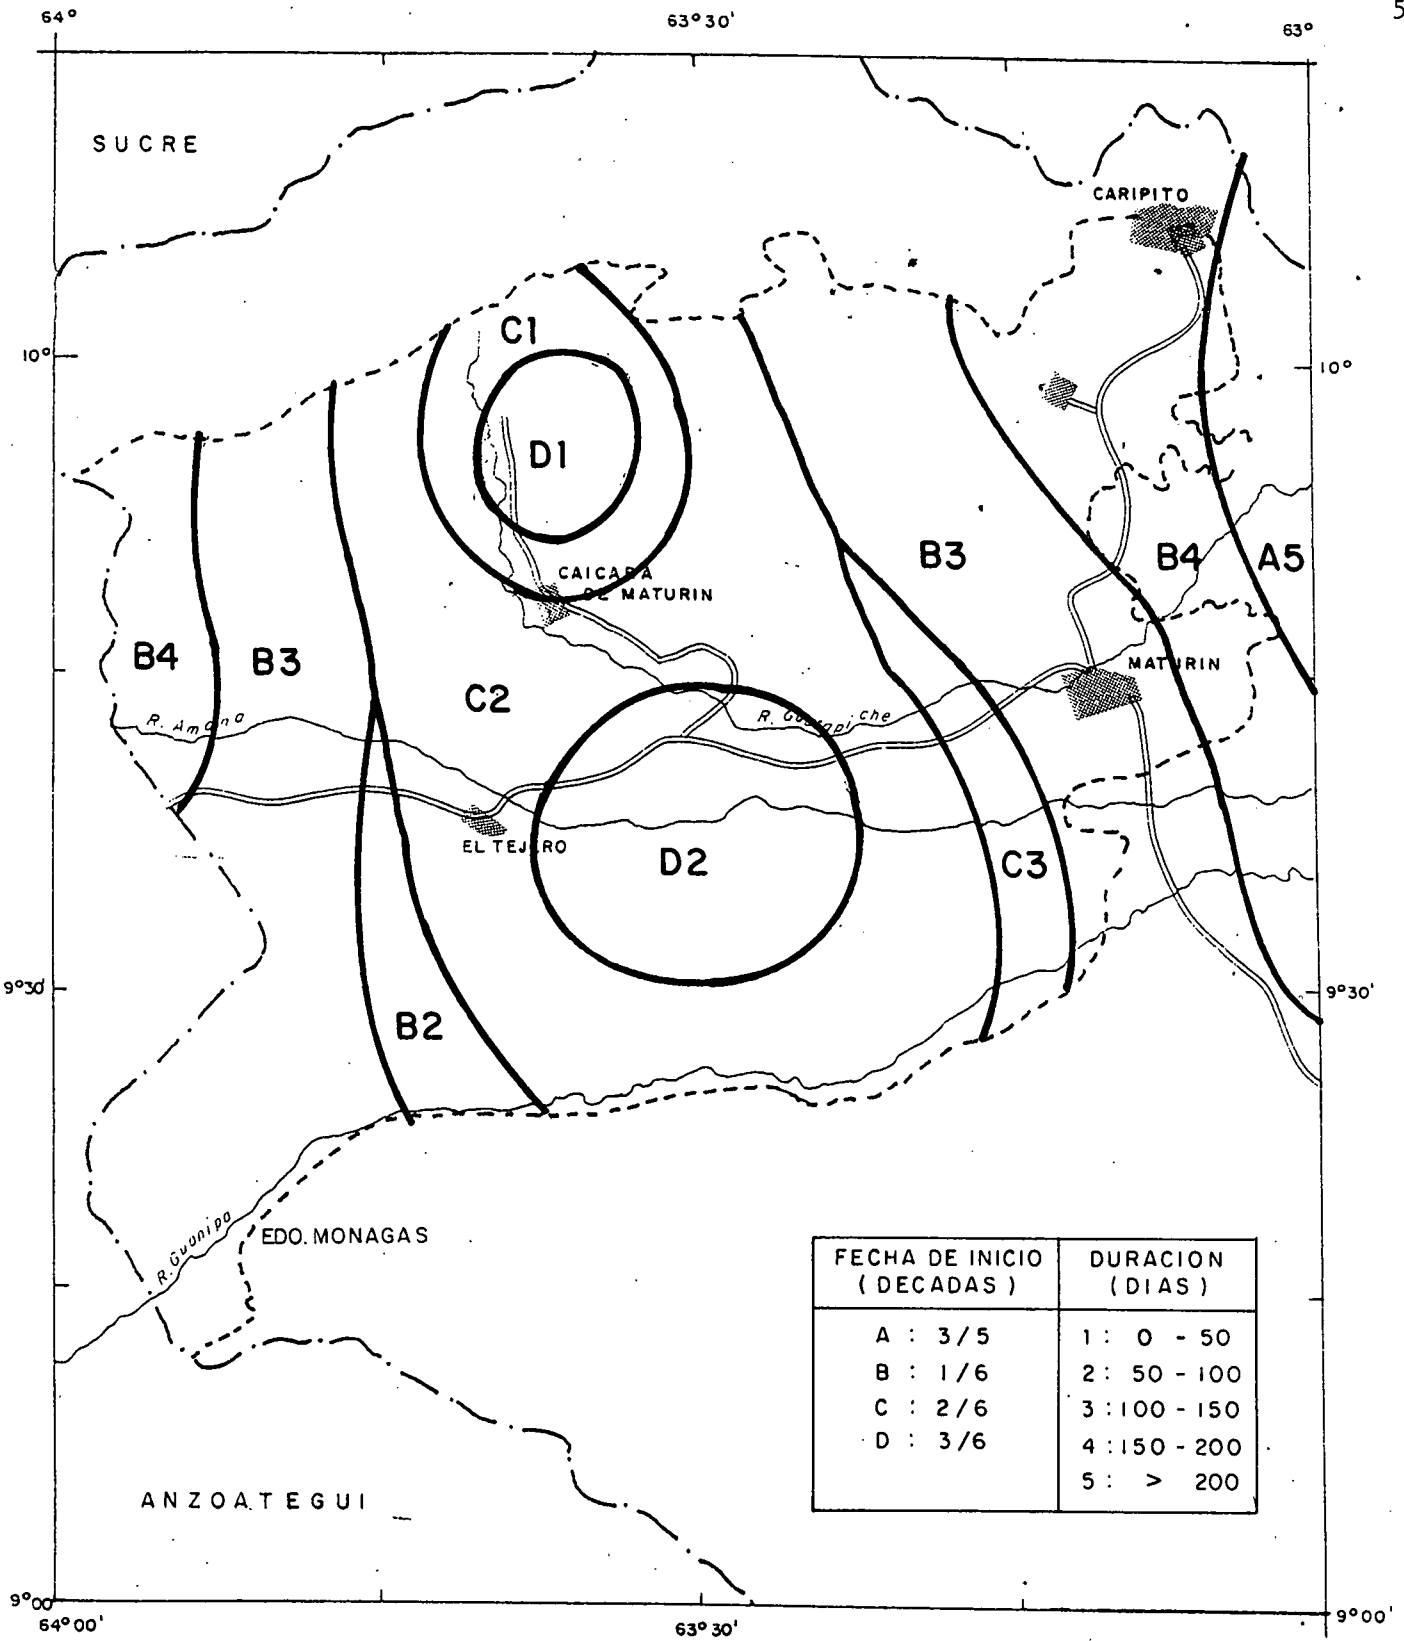 5
64°
63°30'
63°
SUCRE
CARIPITO
C1
10°
10°
D1
B3
B4
A5
CAICARA
DE MATURIN
B4
B3
MATURIN
C2
R. Amana
R. Guarapiche
EL TEJERO
D2
C3
9°30'
9°30'
B2
R. Guanipa
EDO. MONAGAS
FECHA DE INICIO
(DECADAS)
DURACION
(DIAS)
A : 3/5
1: 0 - 50
B : 1/6
2: 50 - 100
C : 2/6
3:100 - 150
D : 3/6
4:150 - 200
5: > 200
ANZOATEGUI
9°00
9°00'
64°00'
63°30'